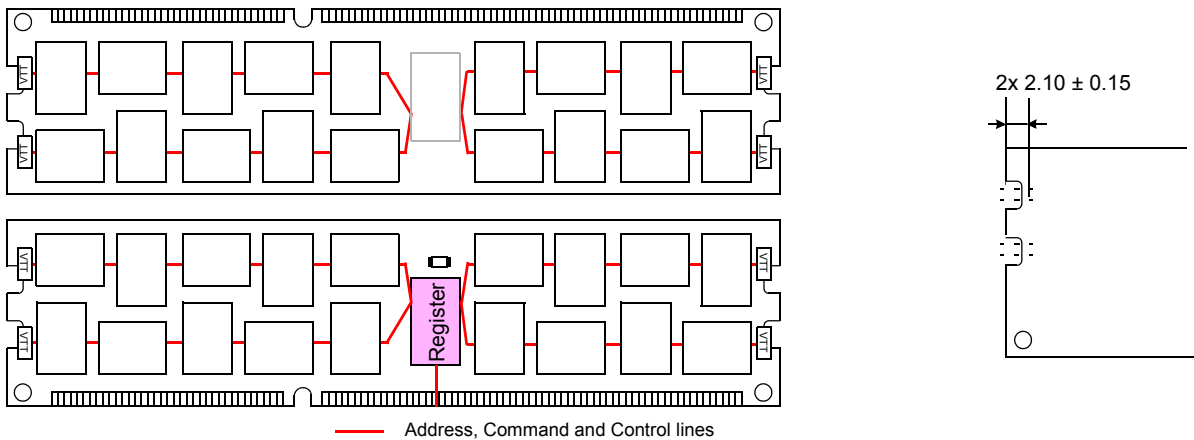 2x 2.10 ± 0.15
VTT
VTT
VTT
VTT
VTT
VTT
Register
VTT
VTT
Address, Command and Control lines